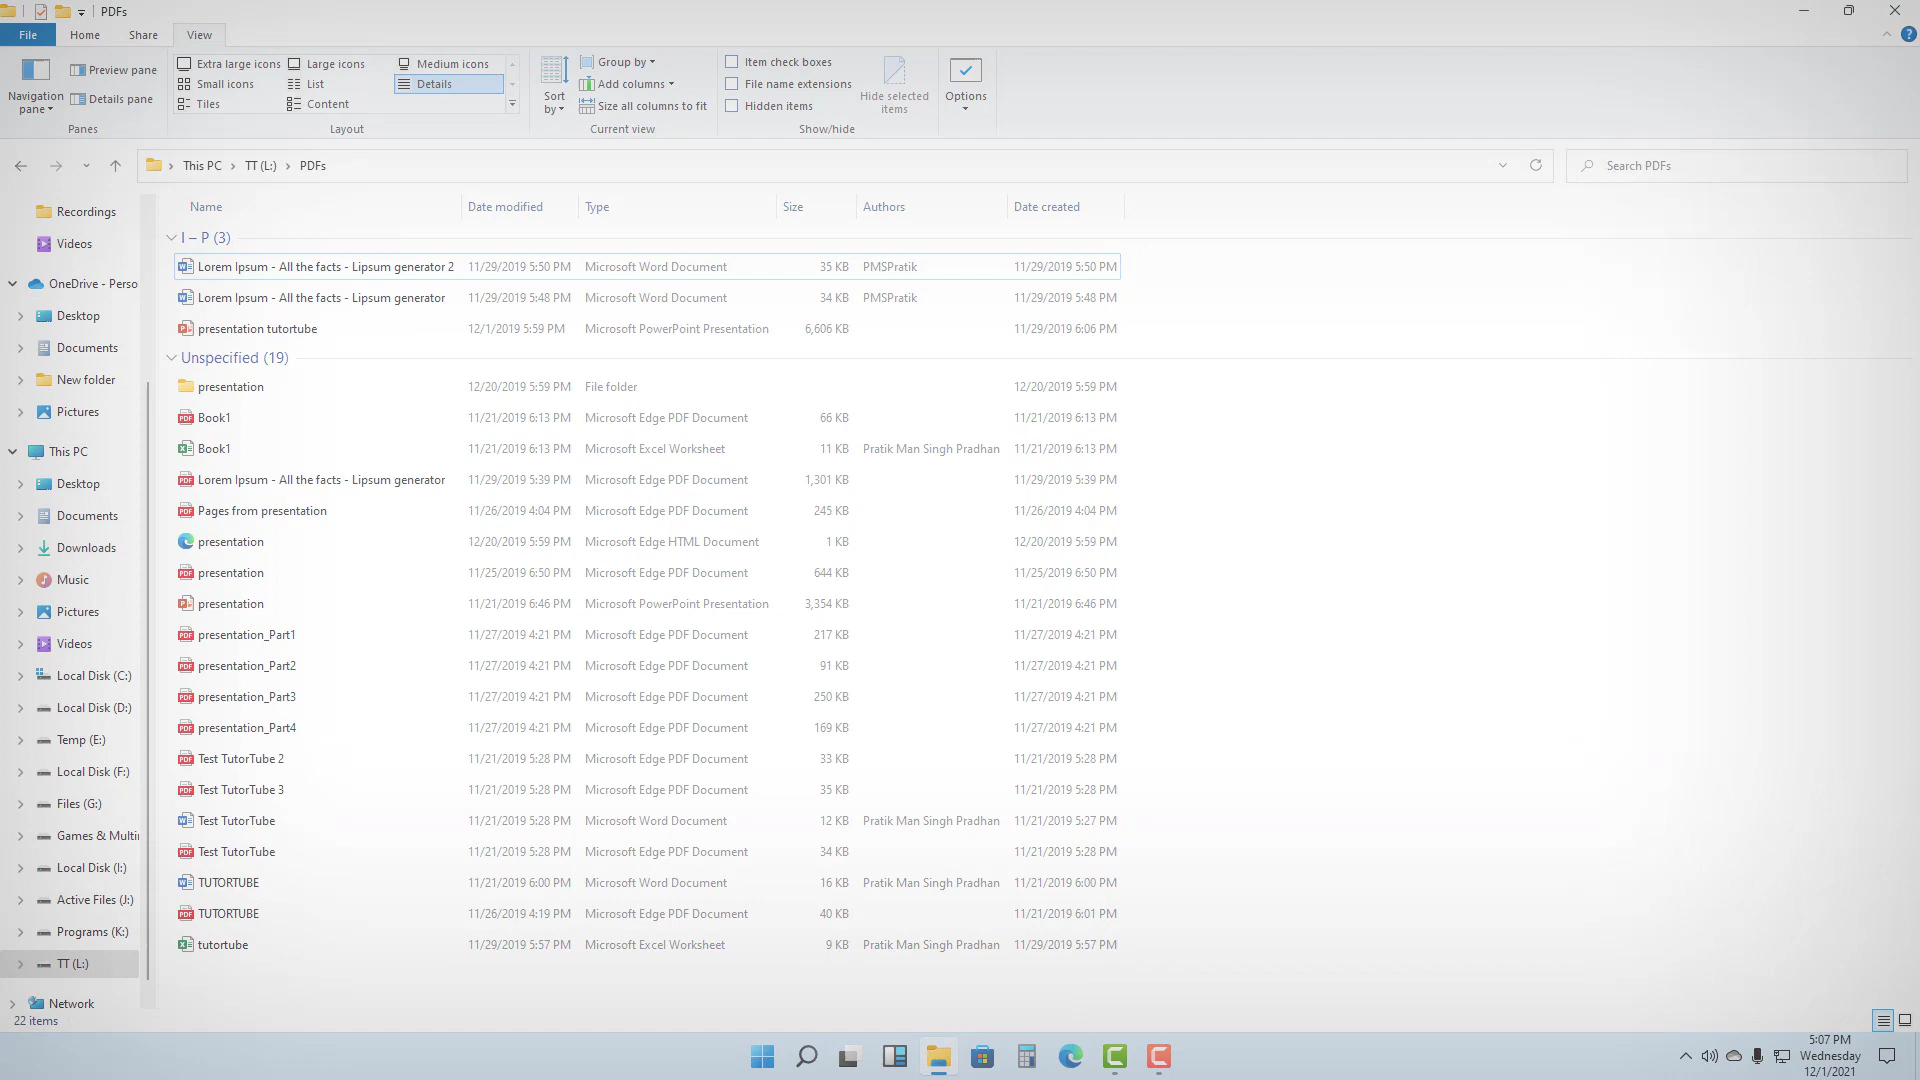 PDFs
File Home Share View
Navigation pane
Preview pane
Details pane
Panes
Extra large icons Large icons Medium icons
Small icons List Details
Tiles Content
Layout
Sort by
Group by
Add columns
Size all columns to fit
Current view
Item check boxes
File name extensions
Hidden items
Hide selected items
Show/hide
Options
This PC TT (L:) PDFs
Search PDFs
Recordings
Videos
OneDrive - Perso
Desktop
Documents
New folder
Pictures
This PC
Desktop
Documents
Downloads
Music
Pictures
Videos
Local Disk (C:)
Local Disk (D:)
Temp (E:)
Local Disk (F:)
Files (G:)
Games & Multin
Local Disk (I:)
Active Files (J:)
Programs (K:)
TT (L:)
Network
22 items
Name Date modified Type Size Authors Date created
I – P (3)
Lorem Ipsum - All the facts - Lipsum generator 2 11/29/2019 5:50 PM Microsoft Word Document 35 KB PMSPratik 11/29/2019 5:50 PM
Lorem Ipsum - All the facts - Lipsum generator 11/29/2019 5:48 PM Microsoft Word Document 34 KB PMSPratik 11/29/2019 5:48 PM
presentation tutortube 12/1/2019 5:59 PM Microsoft PowerPoint Presentation 6,606 KB 11/29/2019 6:06 PM
Unspecified (19)
presentation 12/20/2019 5:59 PM File folder 12/20/2019 5:59 PM
Book1 11/21/2019 6:13 PM Microsoft Edge PDF Document 66 KB 11/21/2019 6:13 PM
Book1 11/21/2019 6:13 PM Microsoft Excel Worksheet 11 KB Pratik Man Singh Pradhan 11/21/2019 6:13 PM
Lorem Ipsum - All the facts - Lipsum generator 11/29/2019 5:39 PM Microsoft Edge PDF Document 1,301 KB 11/29/2019 5:39 PM
Pages from presentation 11/26/2019 4:04 PM Microsoft Edge PDF Document 245 KB 11/26/2019 4:04 PM
presentation 12/20/2019 5:59 PM Microsoft Edge HTML Document 1 KB 12/20/2019 5:59 PM
presentation 11/25/2019 6:50 PM Microsoft Edge PDF Document 644 KB 11/25/2019 6:50 PM
presentation 11/21/2019 6:46 PM Microsoft PowerPoint Presentation 3,354 KB 11/21/2019 6:46 PM
presentation_Part1 11/27/2019 4:21 PM Microsoft Edge PDF Document 217 KB 11/27/2019 4:21 PM
presentation_Part2 11/27/2019 4:21 PM Microsoft Edge PDF Document 91 KB 11/27/2019 4:21 PM
presentation_Part3 11/27/2019 4:21 PM Microsoft Edge PDF Document 250 KB 11/27/2019 4:21 PM
presentation_Part4 11/27/2019 4:21 PM Microsoft Edge PDF Document 169 KB 11/27/2019 4:21 PM
Test TutorTube 2 11/21/2019 5:28 PM Microsoft Edge PDF Document 33 KB 11/21/2019 5:28 PM
Test TutorTube 3 11/21/2019 5:28 PM Microsoft Edge PDF Document 35 KB 11/21/2019 5:28 PM
Test TutorTube 11/21/2019 5:28 PM Microsoft Word Document 12 KB Pratik Man Singh Pradhan 11/21/2019 5:27 PM
Test TutorTube 11/21/2019 5:28 PM Microsoft Edge PDF Document 34 KB 11/21/2019 5:28 PM
TUTORTUBE 11/21/2019 6:00 PM Microsoft Word Document 16 KB Pratik Man Singh Pradhan 11/21/2019 6:00 PM
TUTORTUBE 11/26/2019 4:19 PM Microsoft Edge PDF Document 40 KB 11/21/2019 6:01 PM
tutortube 11/29/2019 5:57 PM Microsoft Excel Worksheet 9 KB Pratik Man Singh Pradhan 11/29/2019 5:57 PM
5:07 PM
Wednesday
12/1/2021